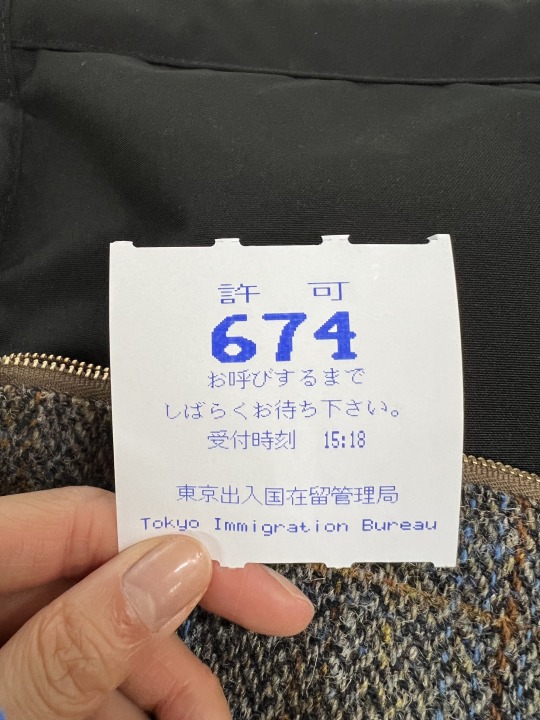 許 可
674
お呼びするまで
しばらくお待ち下さい。
受付時刻 15:18
東京出入国在留管理局
Tokyo Immigration Bureau